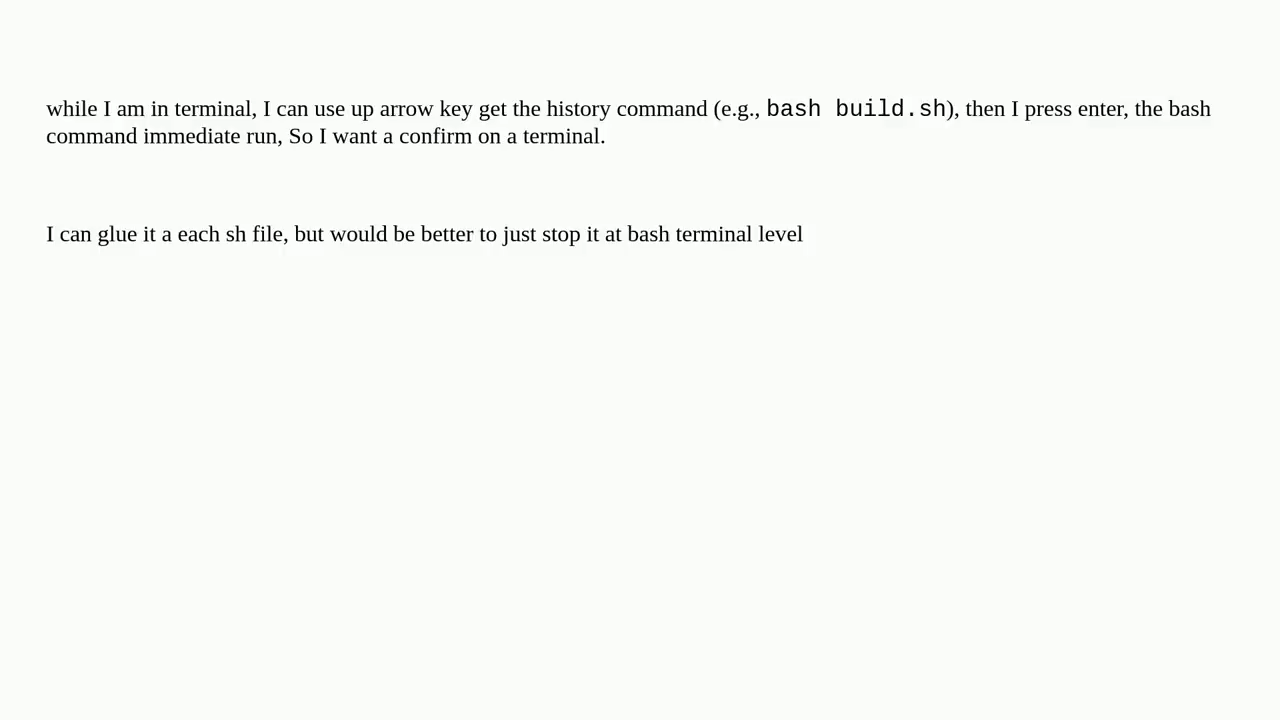 while I am in terminal, I can use up arrow key get the history command (e.g., bash build.sh), then I press enter, the bash
command immediate run, So I want a confirm on a terminal.
I can glue it a each sh file, but would be better to just stop it at bash terminal level